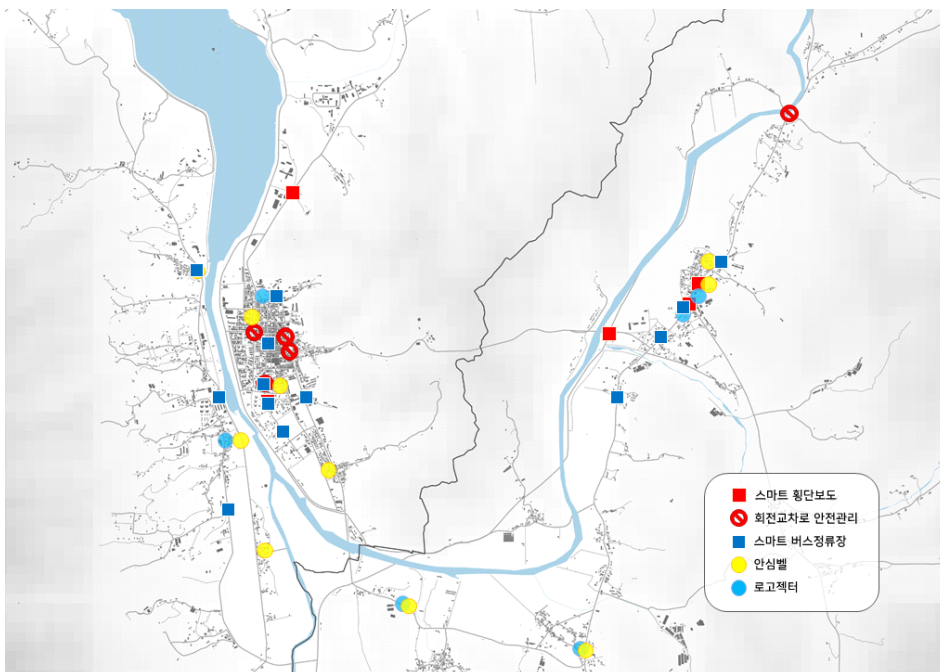 스마트 횡단보도
회전교차로 안전관리
스마트 버스정류장
안심벨
로고젝터